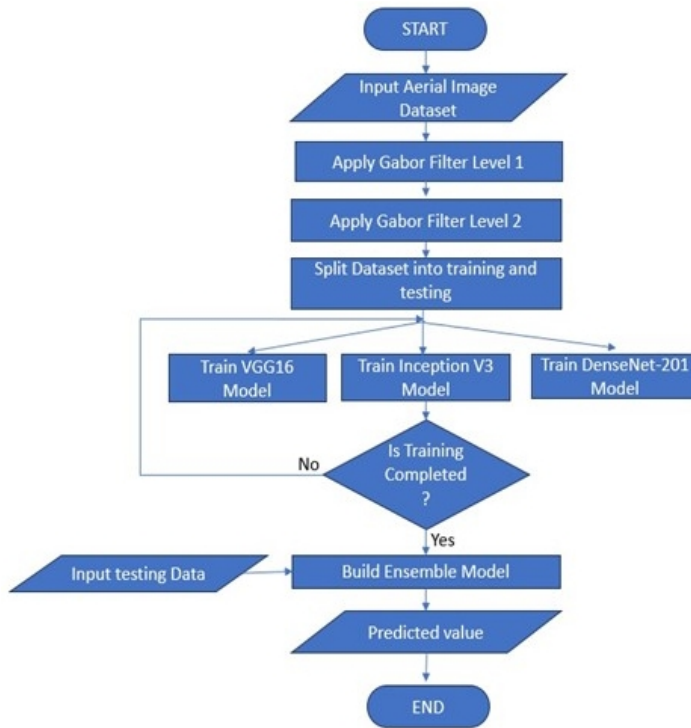 START
Input Aerial Image
Dataset
Apply Gabor Filter Level 1
Apply Gabor Filter Level 2
Split Dataset into training and
testing
Train VGG16
Model
Train Inception V3
Model
Train DenseNet-201
Model
Is Training
Completed
?
No
Yes
Input testing Data
Build Ensemble Model
Predicted value
END